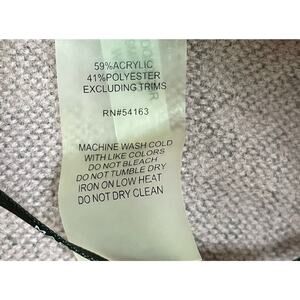 59%ACRYLIC
41%POLYESTER
EXCLUDING TRIMS
RN#54163
MACHINE WASH COLD
WITH LIKE COLORS
DO NOT BLEACH
DO NOT TUMBLE DRY
IRON ON LOW HEAT
DO NOT DRY CLEAN